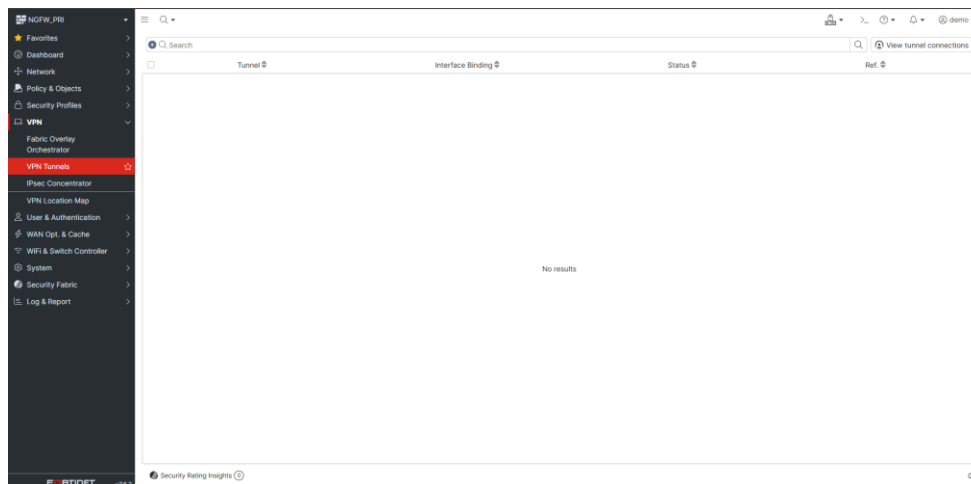 NGFW_PRI
demo
Favorites
Dashboard
Network
Policy & Objects
Security Profiles
VPN
Fabric Overlay
Orchestrator
VPN Tunnels
IPsec Concentrator
VPN Location Map
User & Authentication
WAN Opt. & Cache
WiFi & Switch Controller
System
Security Fabric
Log & Report
Search
View tunnel connections
Tunnel
Interface Binding
Status
Ref.
No results
Security Rating Insights 0